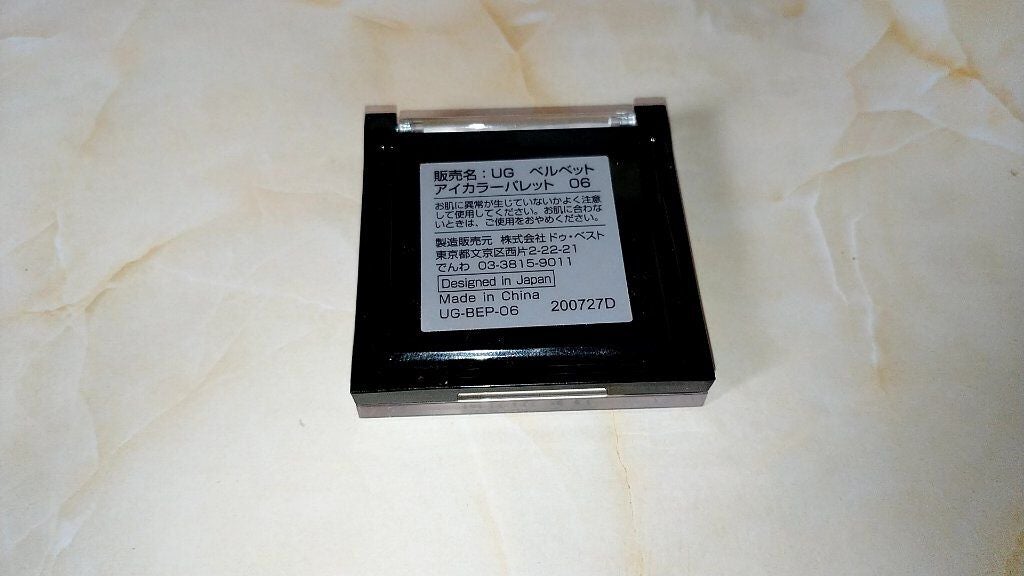 販売名：UG ベルベット
アイカラーパレット 06
お肌に異常が生じていないかよく注意
して使用してください。お肌に合わな
いときは、ご使用をおやめください。
製造販売元 株式会社 ドゥ・ベスト
東京都文京区西片2-22-21
でんわ 03-3815-9011
Designed in Japan
Made in China
UG-BEP-06 200727D